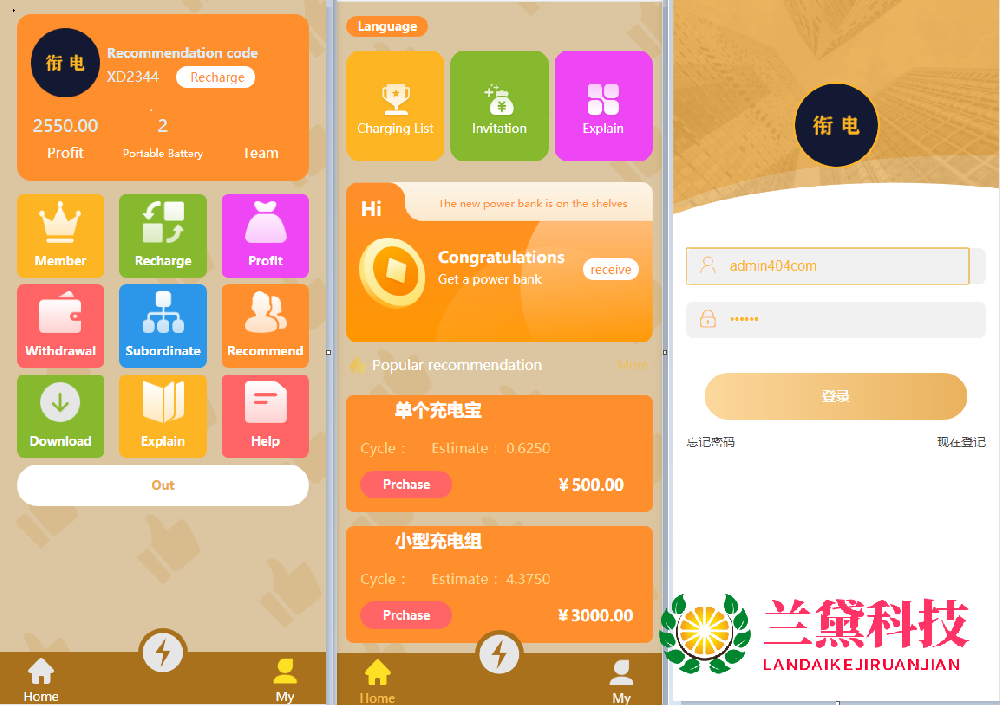 衔电
Recommendation code
XD2344
Recharge
2550.00
2
Profit
Portable Battery
Team
Member
Recharge
Profit
Withdrawal
Subordinate
Recommend
Download
Explain
Help
Out
Home
My
Language
Charging List
Invitation
Explain
Hi
The new power bank is on the shelves
Congratulations
Get a power bank
receive
Popular recommendation
More
单个充电宝
Cycle : Estimate : 0.6250
Prchase
¥ 500.00
小型充电组
Cycle : Estimate : 4.3750
Prchase
¥ 3000.00
Home
My
衔电
admin404com
••••••
登录
忘记密码
现在登记
兰黛科技
LANDAIKEJIRUANJIAN